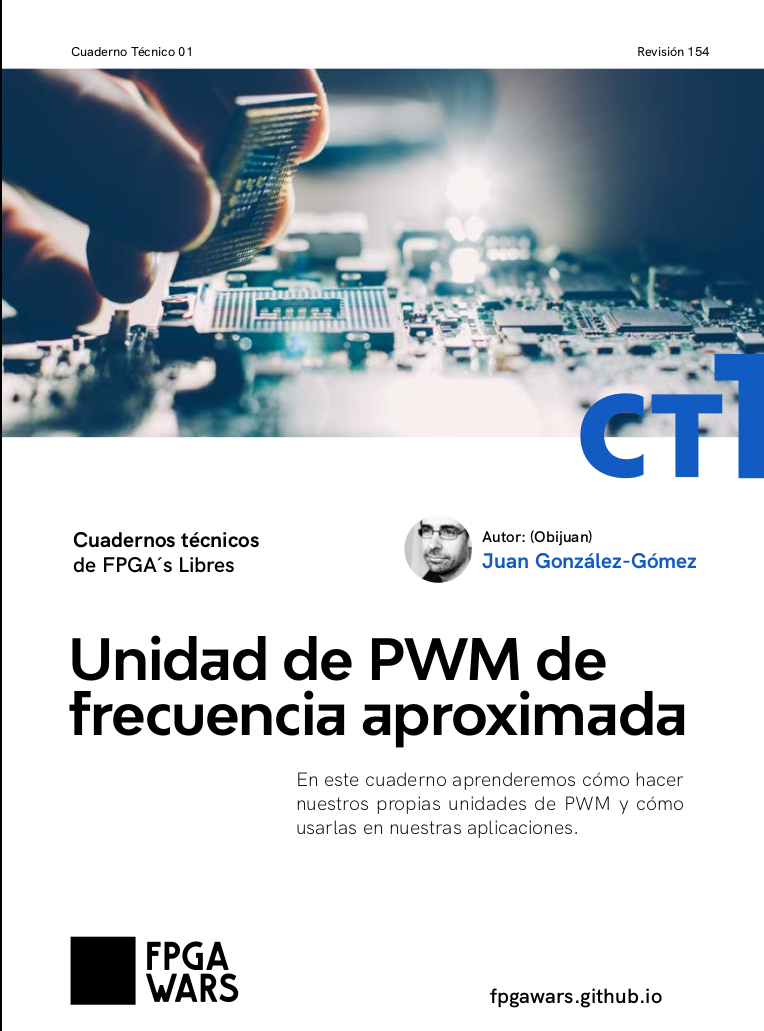 Cuaderno Técnico 01
Revisión 154
CT1
Cuadernos técnicos
de FPGA´s Libres
Autor: (Obijuan)
Juan González-Gómez
Unidad de PWM de
frecuencia aproximada
En este cuaderno aprenderemos cómo hacer
nuestros propias unidades de PWM y cómo
usarlas en nuestras aplicaciones.
FPGA
WARS
fpgawars.github.io